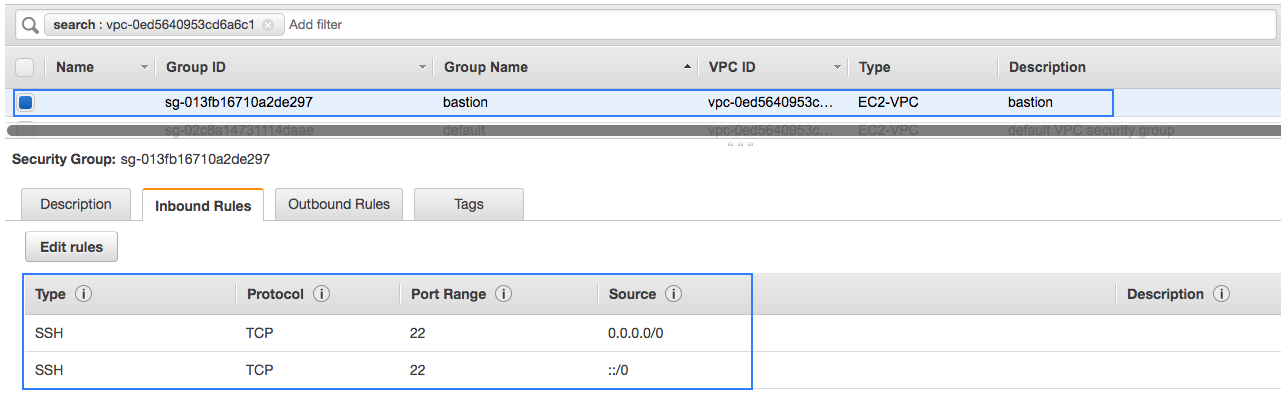 search : vpc-0ed5640953cd6a6c1 Add filter
Name Group ID Group Name VPC ID Type Description
sg-013fb16710a2de297 bastion vpc-0ed5640953c... EC2-VPC bastion
sg-02c8a14731114daae default vpc-0ed5640953c... EC2-VPC default VPC security group
Security Group: sg-013fb16710a2de297
Description Inbound Rules Outbound Rules Tags
Edit rules
Type Protocol Port Range Source Description
SSH TCP 22 0.0.0.0/0
SSH TCP 22 ::/0